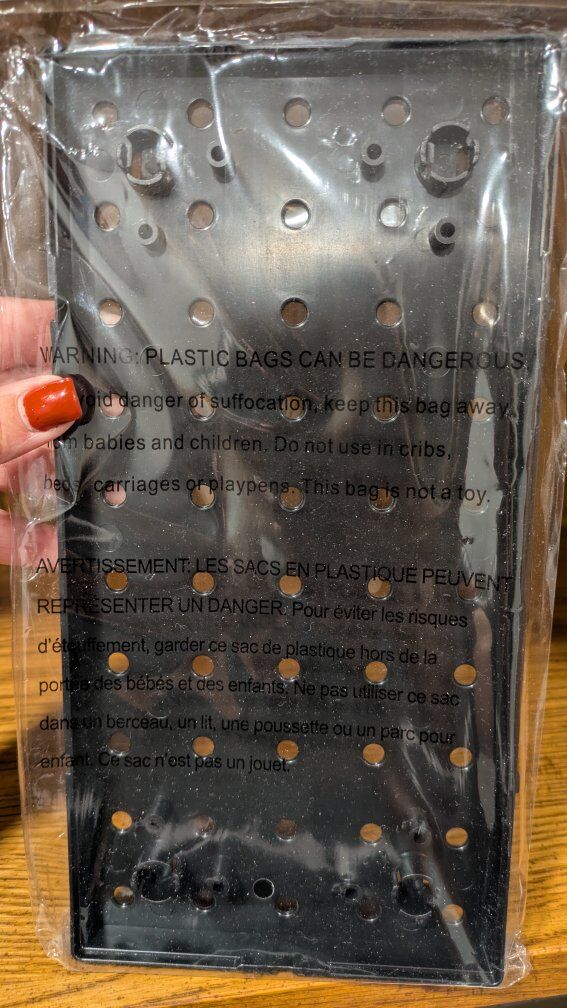 WARNING: PLASTIC BAGS CAN BE DANGEROUS.
avoid danger of suffocation, keep this bag away
from babies and children. Do not use in cribs,
beds, carriages or playpens. This bag is not a toy.
AVERTISSEMENT: LES SACS EN PLASTIQUE PEUVENT
REPRÉSENTER UN DANGER. Pour éviter les risques
d'étouffement, garder ce sac de plastique hors de la
portée des bébés et des enfants. Ne pas utiliser ce sac
dans un berceau, un lit, une poussette ou un parc pour
enfant. Ce sac n'est pas un jouet.